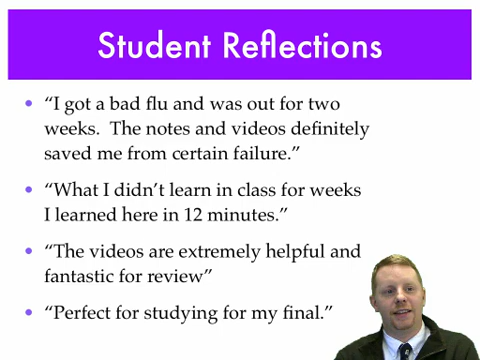 Student Reflections
• “I got a bad flu and was out for two
weeks.  The notes and videos definitely
saved me from certain failure.”
• “What I didn’t learn in class for weeks
I learned here in 12 minutes.”
• “The videos are extremely helpful and
fantastic for review”
• “Perfect for studying for my final.”